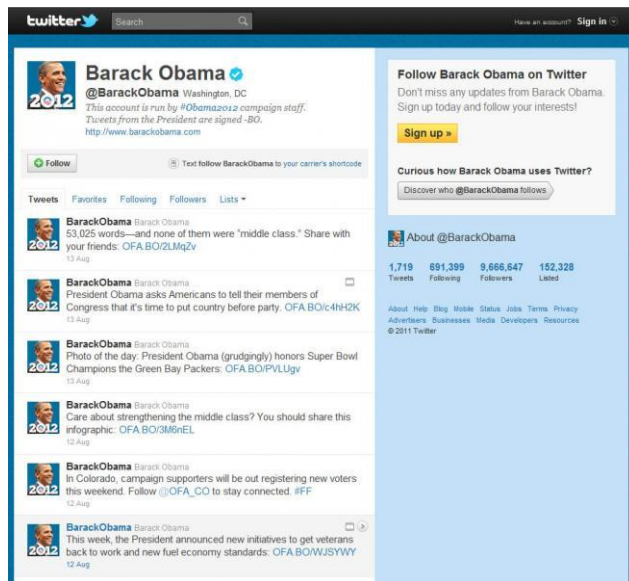 twitter
Search
Have an account? Sign in
2012
Barack Obama
@BarackObama Washington, DC
This account is run by #Obama2012 campaign staff.
Tweets from the President are signed -BO.
http://www.barackobama.com
Follow
Text follow BarackObama to your carrier's shortcode
Tweets Favorites Following Followers Lists
2012
BarackObama Barack Obama
53,025 words—and none of them were "middle class." Share with
your friends: OFA.BO/2LMqZv
13 Aug
2012
BarackObama Barack Obama
President Obama asks Americans to tell their members of
Congress that it's time to put country before party. OFA.BO/c4hH2K
13 Aug
2012
BarackObama Barack Obama
Photo of the day: President Obama (grudgingly) honors Super Bowl
Champions the Green Bay Packers: OFA.BO/PVLUgv
13 Aug
2012
BarackObama Barack Obama
Care about strengthening the middle class? You should share this
infographic: OFA.BO/3M6nEL
12 Aug
2012
BarackObama Barack Obama
In Colorado, campaign supporters will be out registering new voters
this weekend. Follow @OFA_CO to stay connected. #FF
12 Aug
2012
BarackObama Barack Obama
This week, the President announced new initiatives to get veterans
back to work and new fuel economy standards: OFA.BO/WJSYWY
12 Aug
Follow Barack Obama on Twitter
Don't miss any updates from Barack Obama.
Sign up today and follow your interests!
Sign up »
Curious how Barack Obama uses Twitter?
Discover who @BarackObama follows
About @BarackObama
1,719 691,399 9,666,647 152,328
Tweets Following Followers Listed
About Help Blog Mobile Status Jobs Terms Privacy
Advertisers Businesses Media Developers Resources
© 2011 Twitter